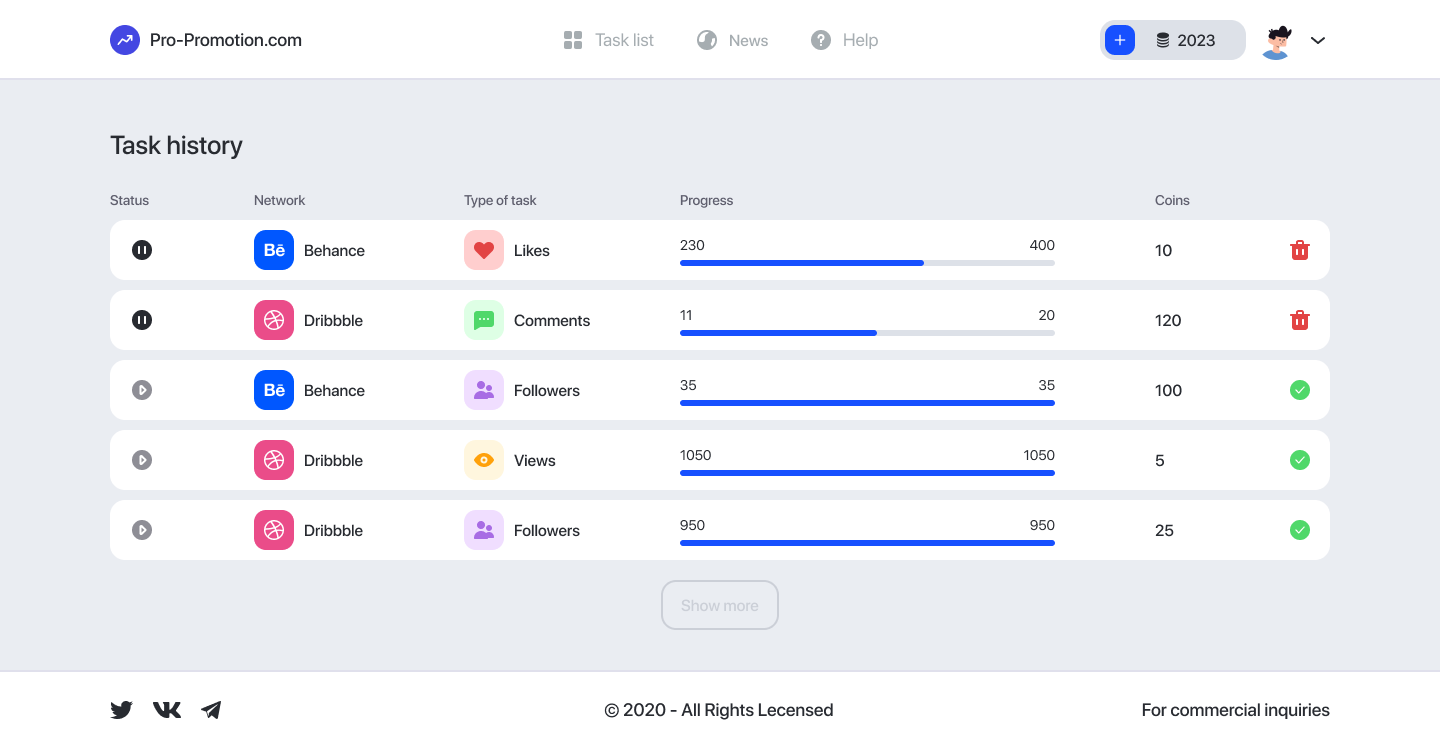 Pro-Promotion.com Task list News Help 2023
Task history
Status Network Type of task Progress Coins
Bē Behance Likes 230 400 10
Dribbble Comments 11 20 120
Bē Behance Followers 35 35 100
Dribbble Views 1050 1050 5
Dribbble Followers 950 950 25
Show more
© 2020 - All Rights Lecensed For commercial inquiries